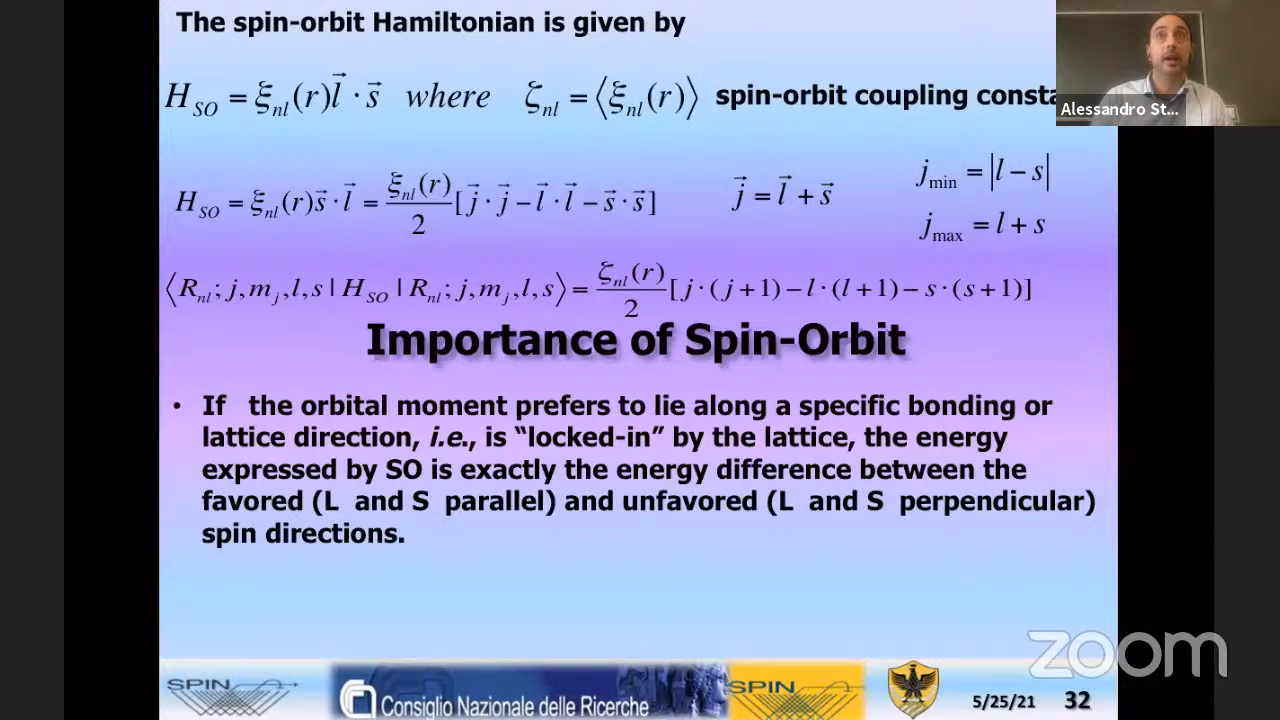 The spin-orbit Hamiltonian is given by
H_SO = ξ_nl(r) l⃗ · s⃗ where ζ_nl = ⟨ξ_nl(r)⟩ spin-orbit coupling consta
Alessandro St...
H_SO = ξ_nl(r) s⃗ · l⃗ = ξ_nl(r)/2 [j⃗ · j⃗ − l⃗ · l⃗ − s⃗ · s⃗] j⃗ = l⃗ + s⃗ j_min = |l − s|
j_max = l + s
⟨R_nl; j, m_j, l, s | H_SO | R_nl; j, m_j, l, s⟩ = ζ_nl(r)/2 [j · (j + 1) − l · (l + 1) − s · (s + 1)]
Importance of Spin-Orbit
• If the orbital moment prefers to lie along a specific bonding or
lattice direction, i.e., is “locked-in” by the lattice, the energy
expressed by SO is exactly the energy difference between the
favored (L and S parallel) and unfavored (L and S perpendicular)
spin directions.
zoom
SPIN
Consiglio Nazionale delle Ricerche
SPIN
5/25/21 32